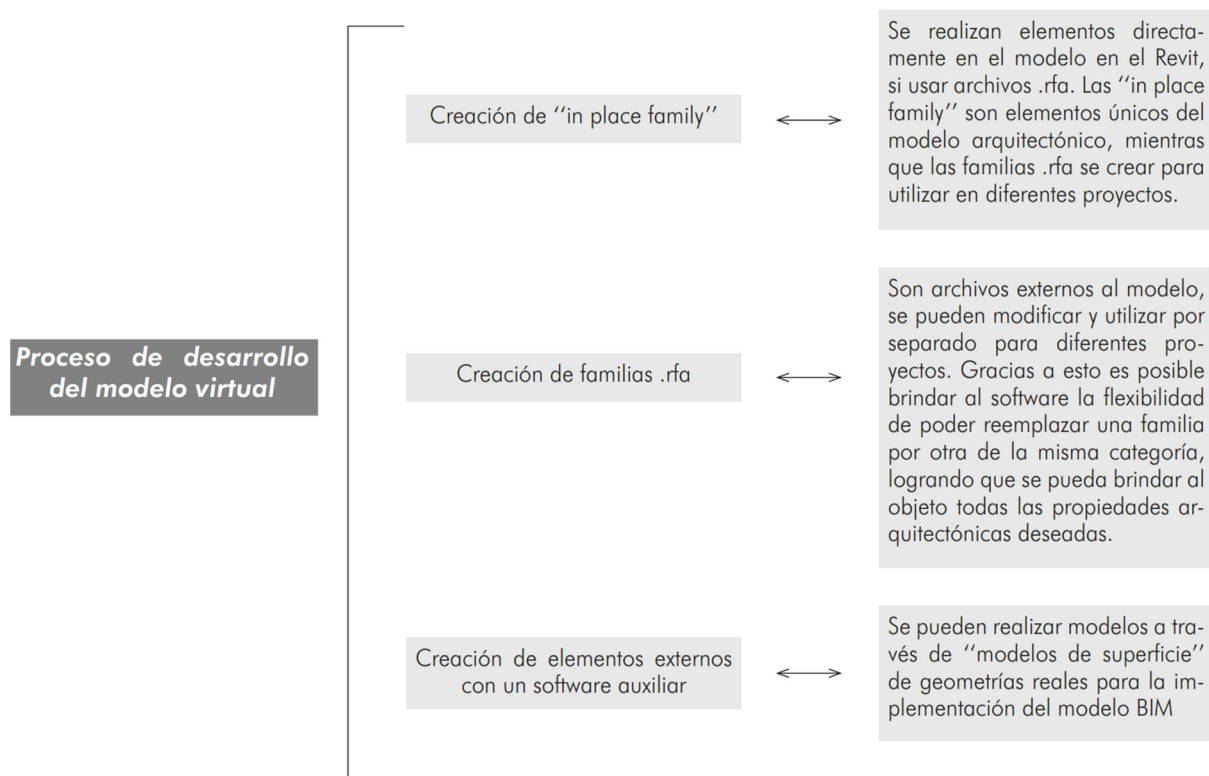 Proceso de desarrollo
del modelo virtual
Creación de ‘‘in place family’’
Se realizan elementos directa-
mente en el modelo en el Revit,
si usar archivos .rfa. Las ‘‘in place
family’’ son elementos únicos del
modelo arquitectónico, mientras
que las familias .rfa se crear para
utilizar en diferentes proyectos.
Creación de familias .rfa
Son archivos externos al modelo,
se pueden modificar y utilizar por
separado para diferentes pro-
yectos. Gracias a esto es posible
brindar al software la flexibilidad
de poder reemplazar una familia
por otra de la misma categoría,
logrando que se pueda brindar al
objeto todas las propiedades ar-
quitectónicas deseadas.
Creación de elementos externos
con un software auxiliar
Se pueden realizar modelos a tra-
vés de ‘‘modelos de superficie’’
de geometrías reales para la im-
plementación del modelo BIM